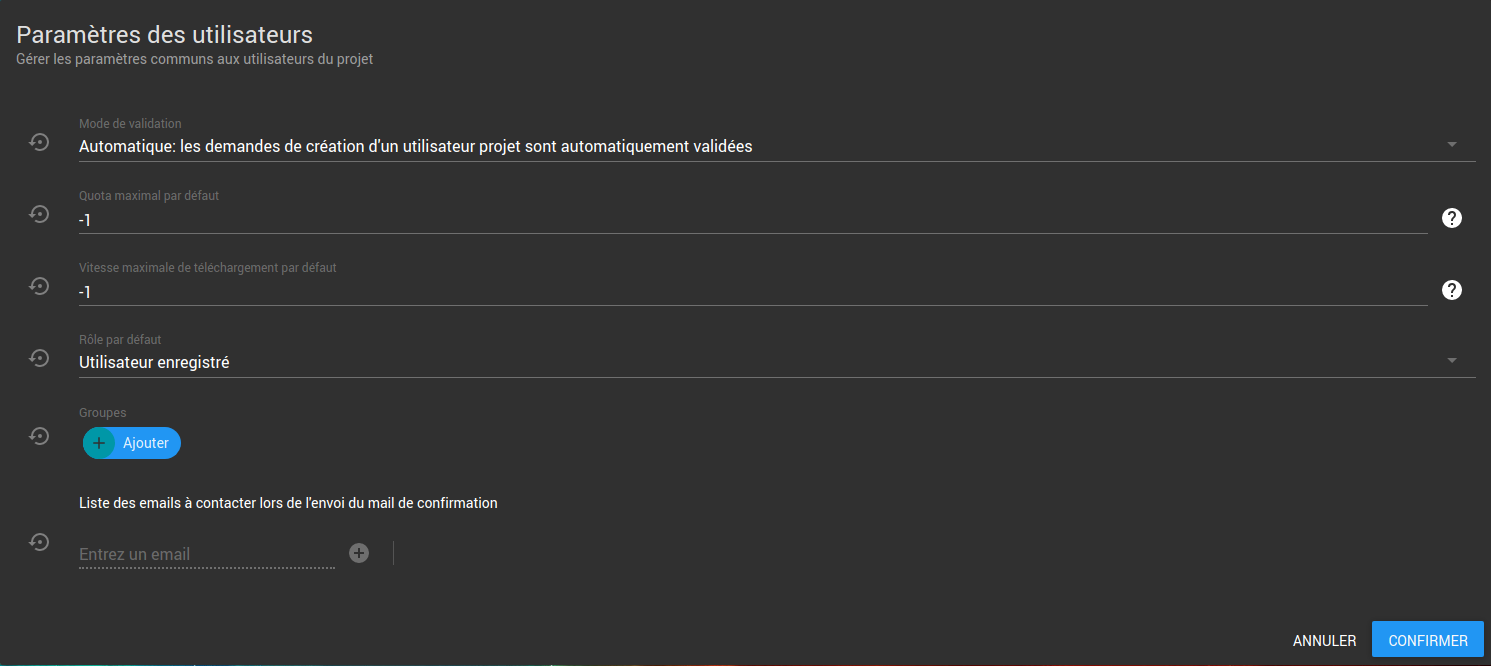 Paramètres des utilisateurs
Gérer les paramètres communs aux utilisateurs du projet
Mode de validation
Automatique: les demandes de création d'un utilisateur projet sont automatiquement validées
Quota maximal par défaut
-1
?
Vitesse maximale de téléchargement par défaut
-1
?
Rôle par défaut
Utilisateur enregistré
Groupes
+ Ajouter
Liste des emails à contacter lors de l'envoi du mail de confirmation
Entrez un email
ANNULER CONFIRMER